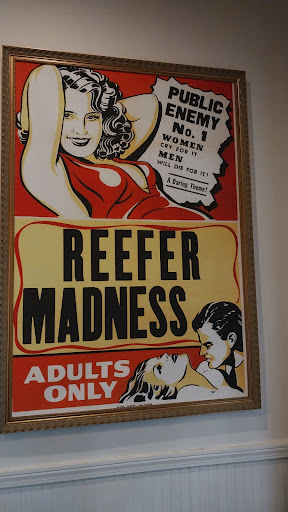 PUBLIC
ENEMY
No. 1
WOMEN
CRY FOR IT...
MEN
WILL DIE FOR IT!
A Daring Theme!
REEFER
MADNESS
ADULTS
ONLY